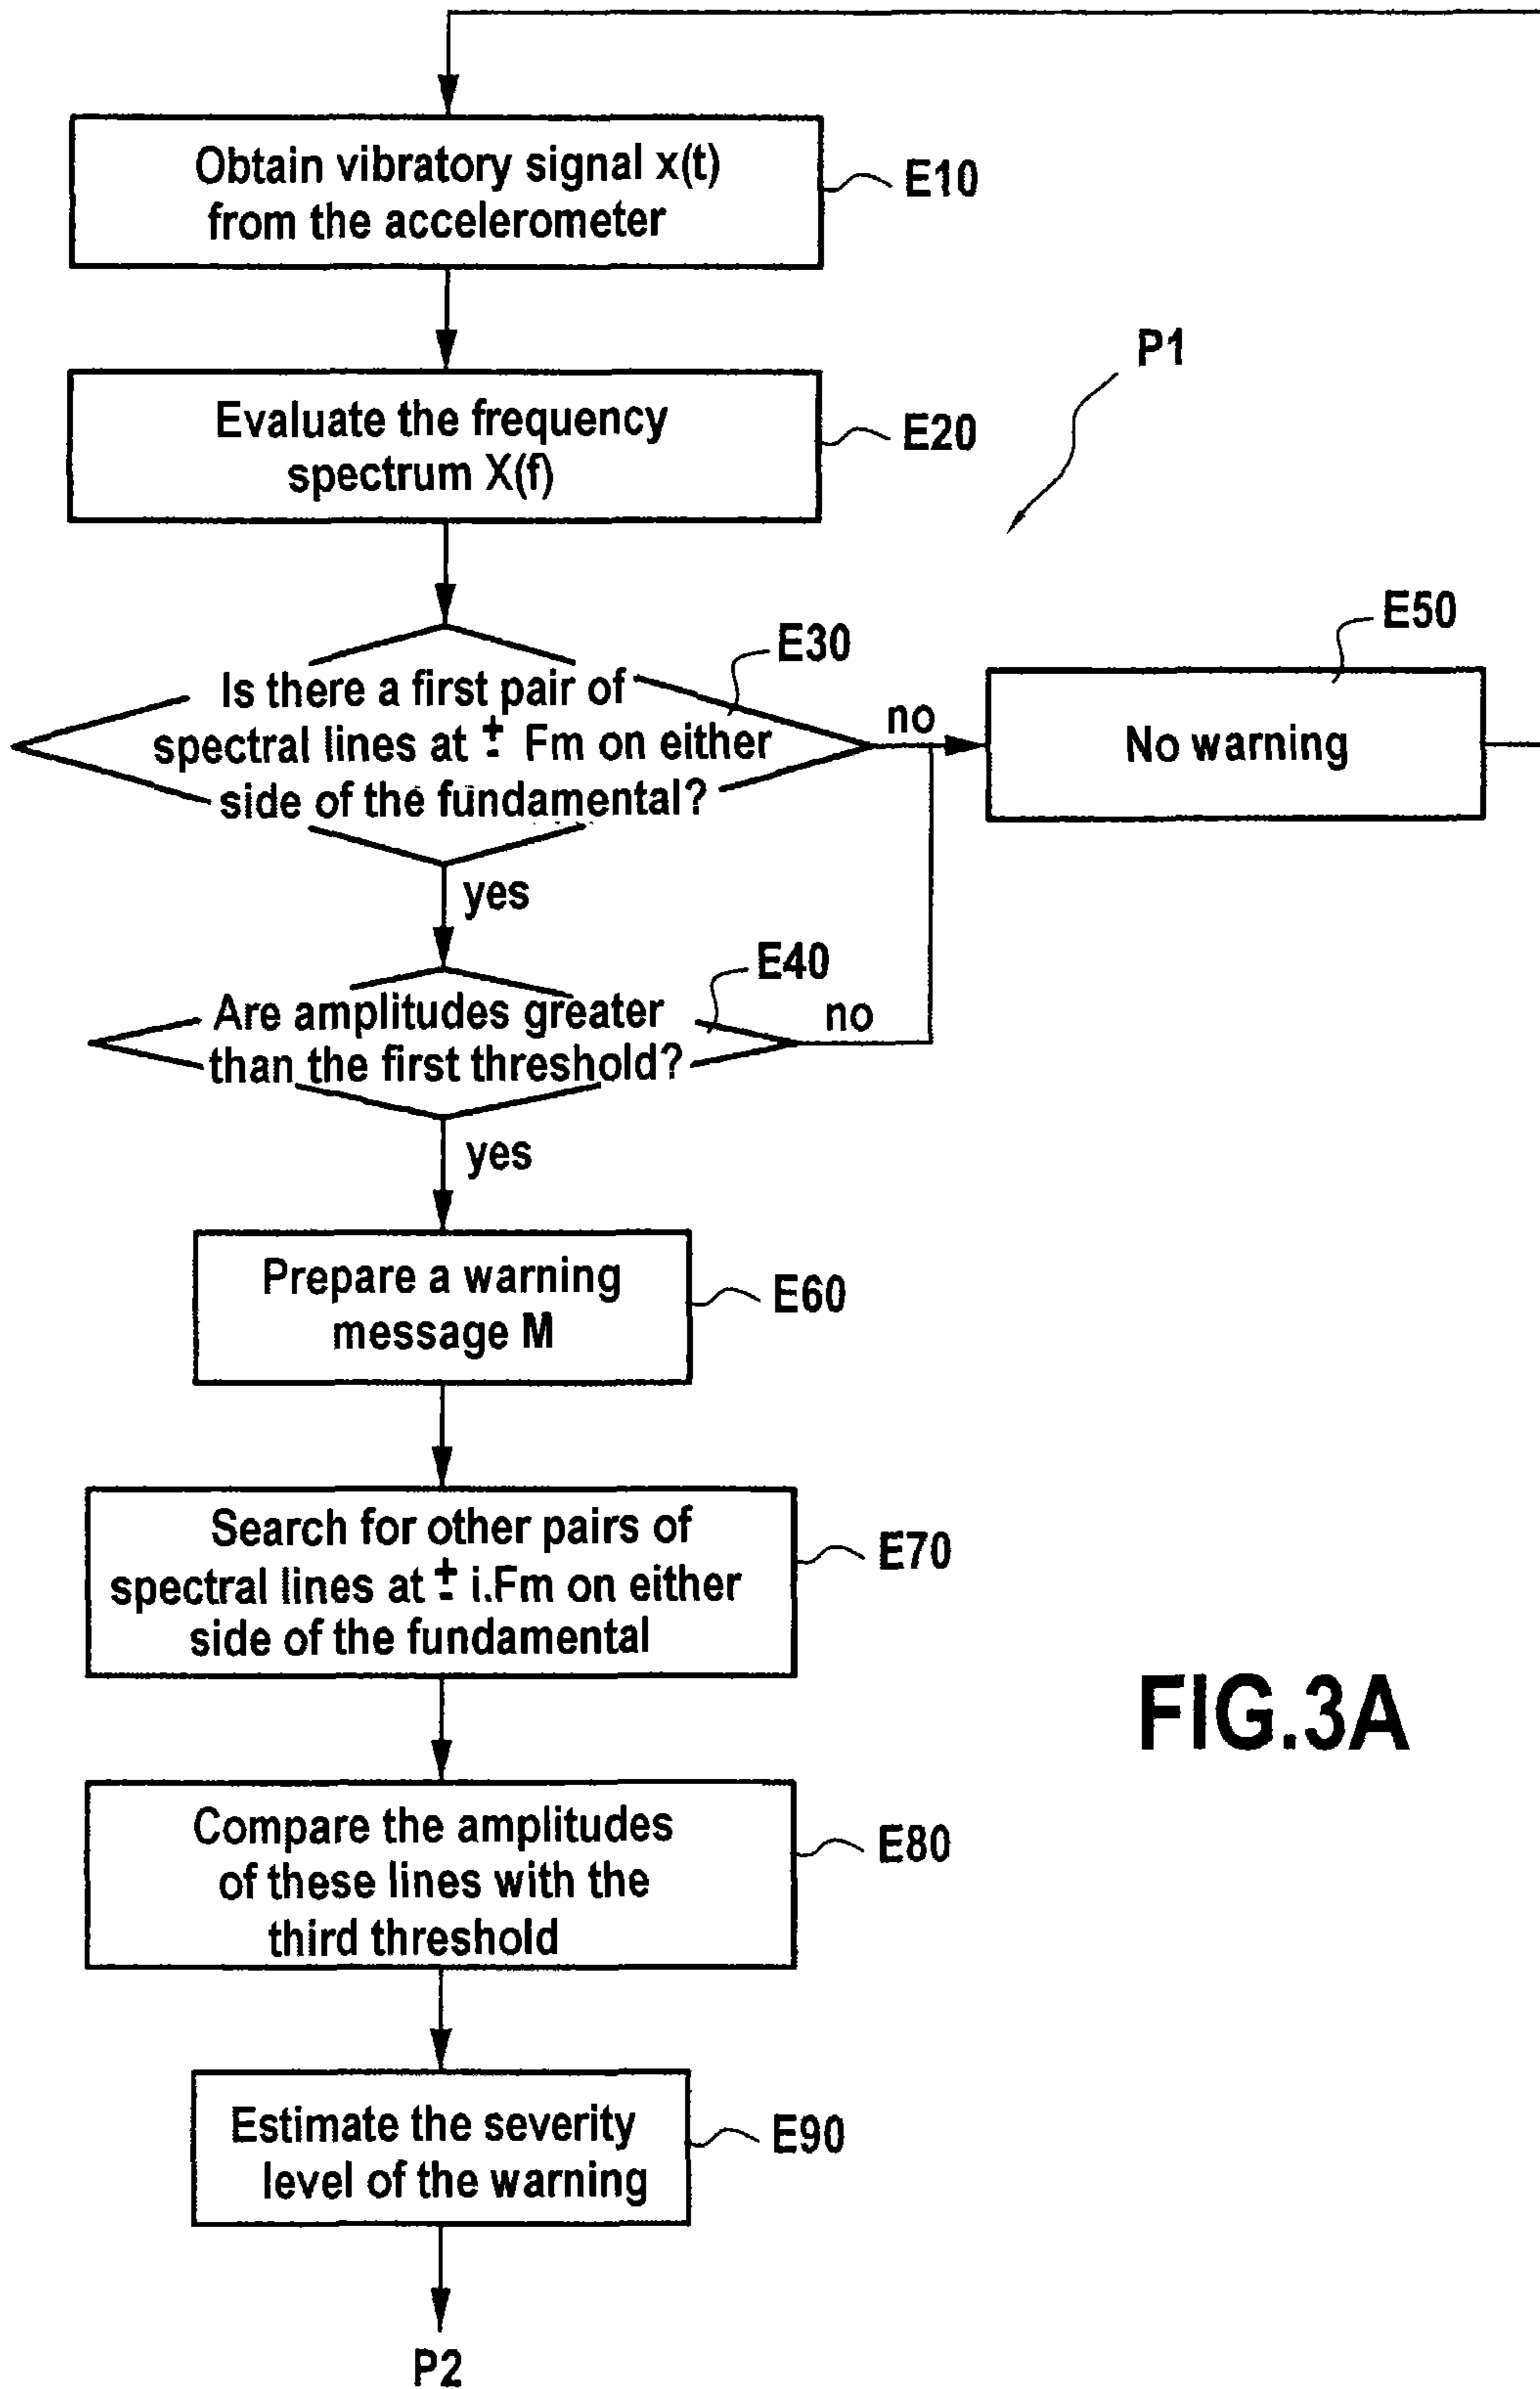 Obtain vibratory signal x(t)
from the accelerometer
E10
P1
Evaluate the frequency
spectrum X(f)
E20
E50
E30
Is there a first pair of
spectral lines at ± Fm on either
side of the fundamental?
no
No warning
yes
E40
Are amplitudes greater
than the first threshold?
no
yes
Prepare a warning
message M
E60
Search for other pairs of
spectral lines at ± i.Fm on either
side of the fundamental
E70
FIG.3A
Compare the amplitudes
of these lines with the
third threshold
E80
Estimate the severity
level of the warning
E90
P2